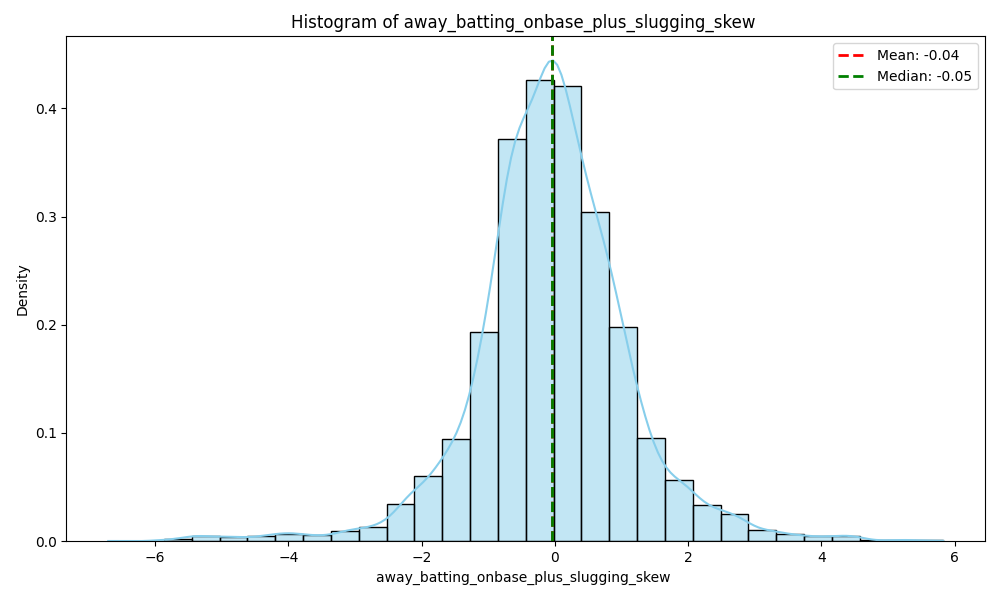 Histogram of away_batting_onbase_plus_slugging_skew
Mean: -0.04
Median: -0.05
Density
0.4
0.3
0.2
0.1
0.0
−6
−4
−2
0
2
4
6
away_batting_onbase_plus_slugging_skew